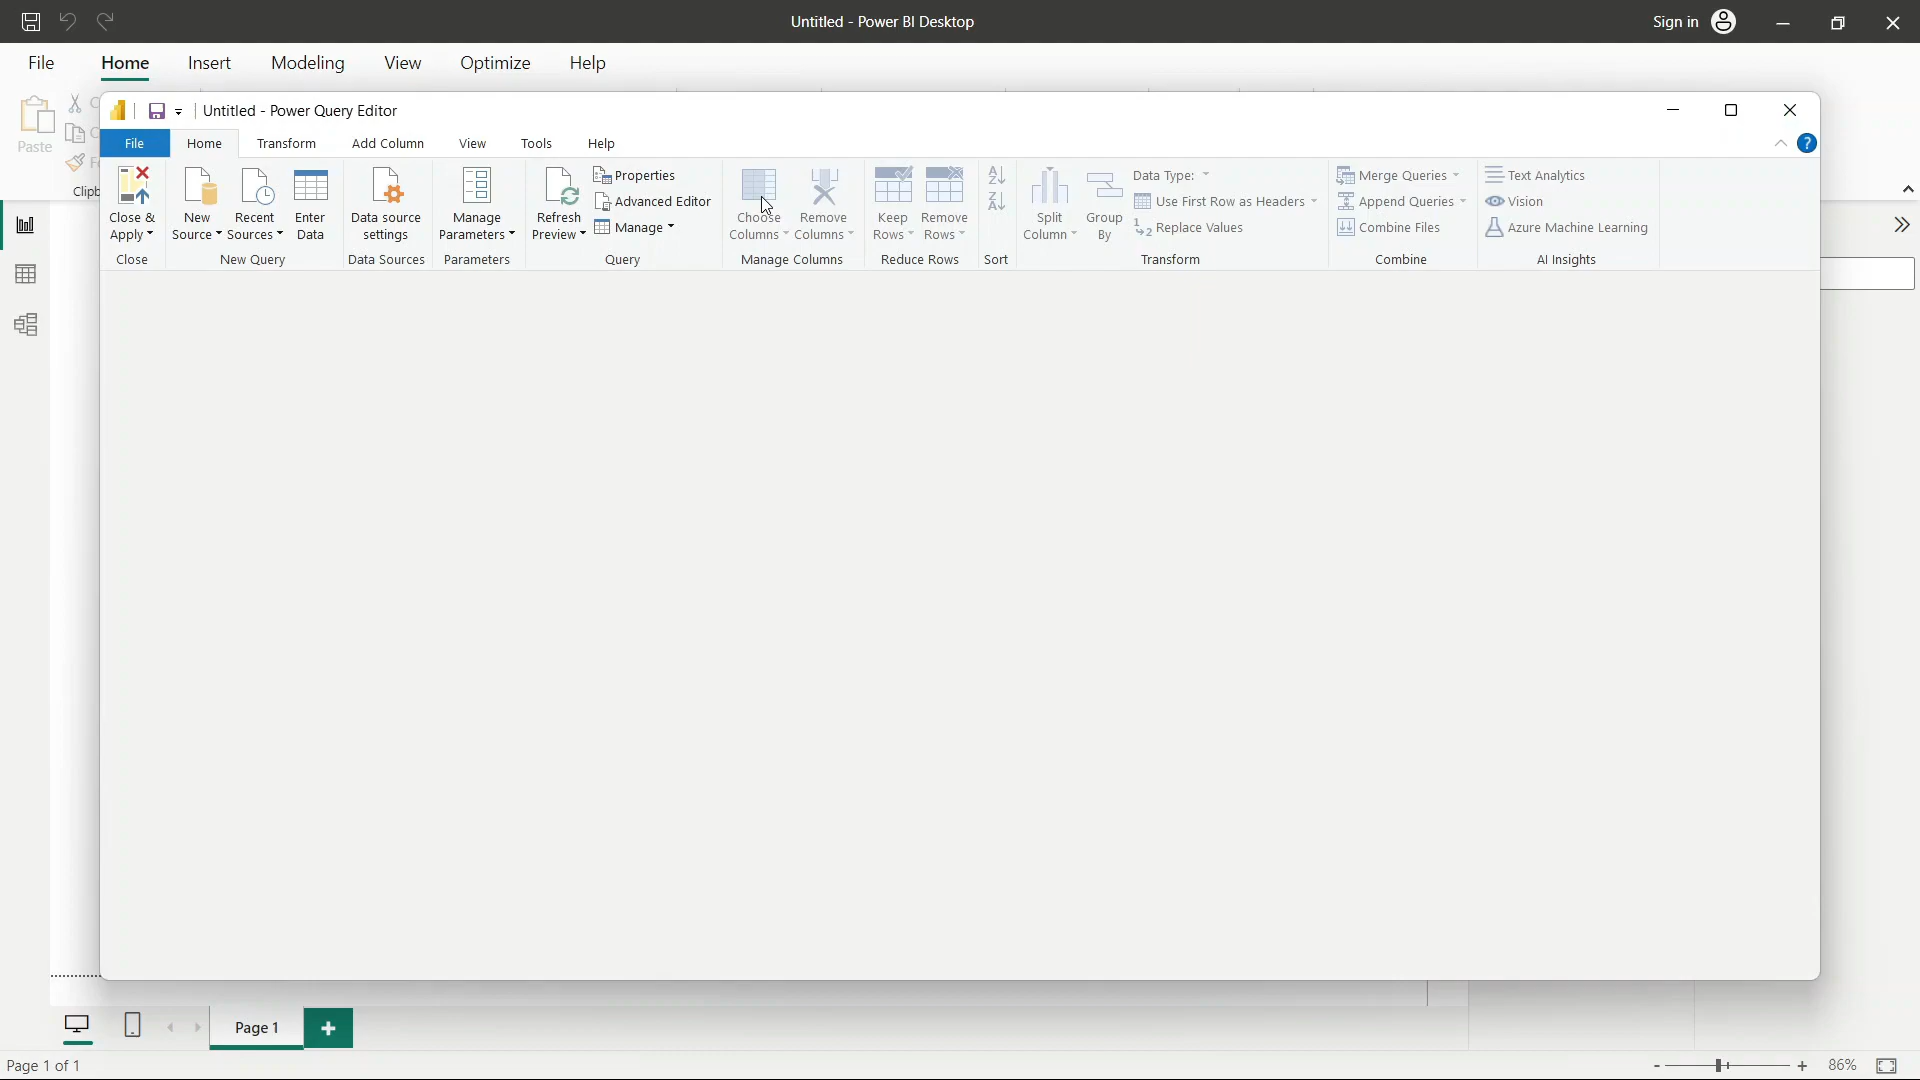 Untitled - Power BI Desktop
Sign in
File
Home
Insert
Modeling
View
Optimize
Help
Paste
Clipb
Untitled - Power Query Editor
File
Home
Transform
Add Column
View
Tools
Help
Close &
Apply
Close
New
Source
Recent
Sources
Enter
Data
New Query
Data source
settings
Data Sources
Manage
Parameters
Parameters
Refresh
Preview
Properties
Advanced Editor
Manage
Query
Choose
Columns
Remove
Columns
Manage Columns
Keep
Rows
Remove
Rows
Reduce Rows
Sort
Split
Column
Group
By
Data Type:
Use First Row as Headers
Replace Values
Transform
Merge Queries
Append Queries
Combine Files
Combine
Text Analytics
Vision
Azure Machine Learning
AI Insights
Page 1
Page 1 of 1
86%